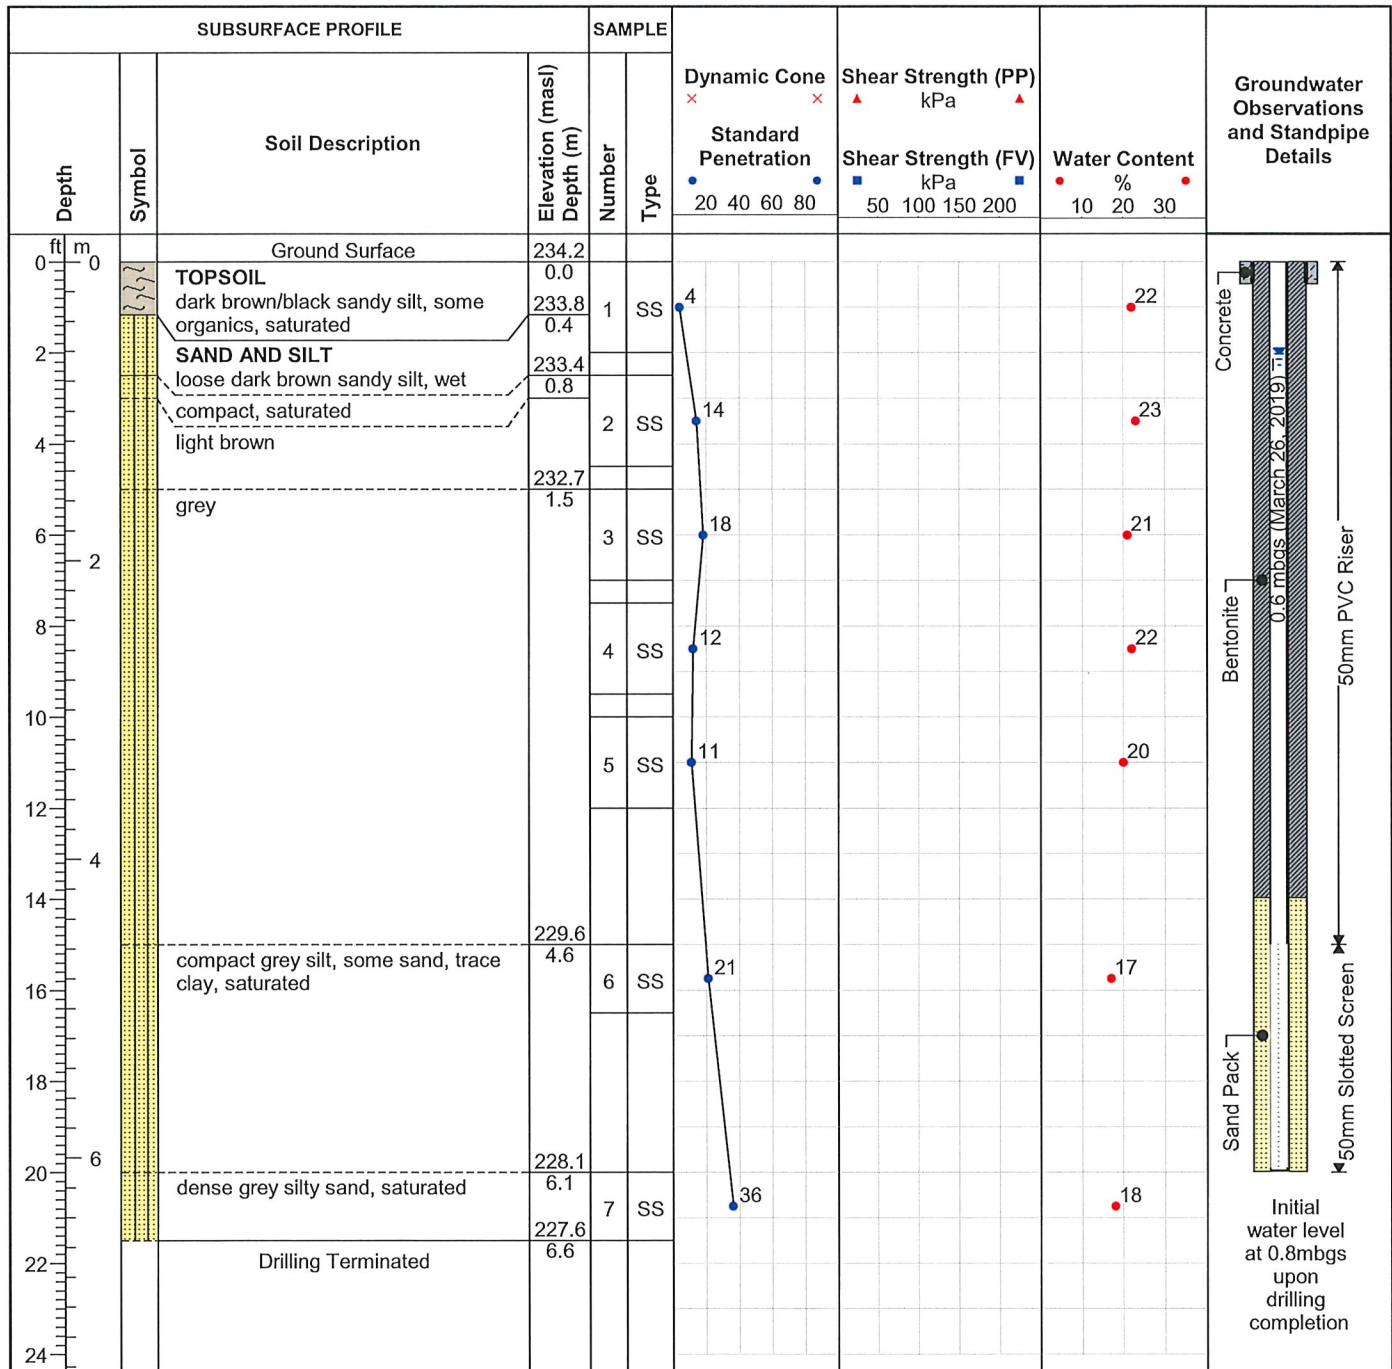 SUBSURFACE PROFILE
SAMPLE
Depth
Symbol
Soil Description
Elevation (masl)
Depth (m)
Number
Type
Dynamic Cone
Standard
Penetration
20 40 60 80
Shear Strength (PP)
kPa
Shear Strength (FV)
kPa
50 100 150 200
Water Content
%
10 20 30
Groundwater
Observations
and Standpipe
Details
ft m
0 0
2
4
6
2
8
10
12
4
14
16
18
6
20
22
24
Ground Surface
234.2
0.0
TOPSOIL
dark brown/black sandy silt, some
organics, saturated
233.8
0.4
SAND AND SILT
loose dark brown sandy silt, wet
233.4
0.8
compact, saturated
light brown
232.7
1.5
grey
229.6
4.6
compact grey silt, some sand, trace
clay, saturated
228.1
6.1
dense grey silty sand, saturated
227.6
6.6
Drilling Terminated
1 SS 4 22
2 SS 14 23
3 SS 18 21
4 SS 12 22
5 SS 11 20
6 SS 21 17
7 SS 36 18
Concrete
Bentonite
Sand Pack
0.6 mbgs (March 26, 2019)
50mm PVC Riser
50mm Slotted Screen
Initial
water level
at 0.8mbgs
upon
drilling
completion